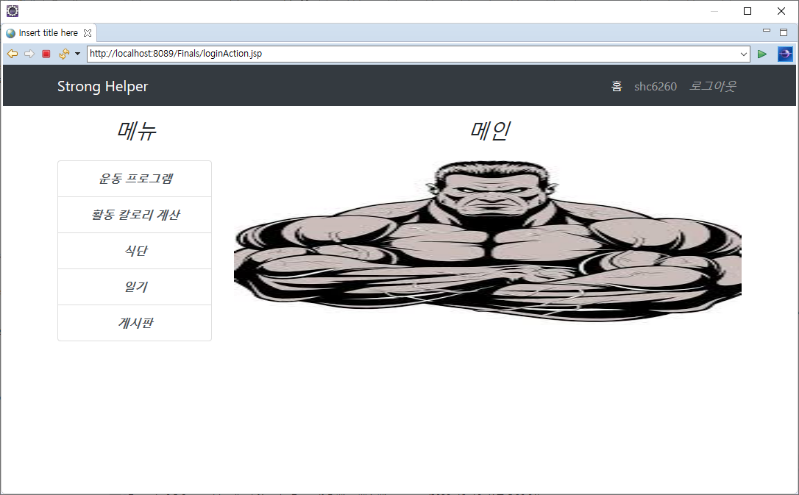 Insert title here
http://localhost:8089/Finals/loginAction.jsp
Strong Helper
홈 shc6260 로그아웃
메뉴
메인
운동 프로그램
활동 칼로리 계산
식단
일기
게시판